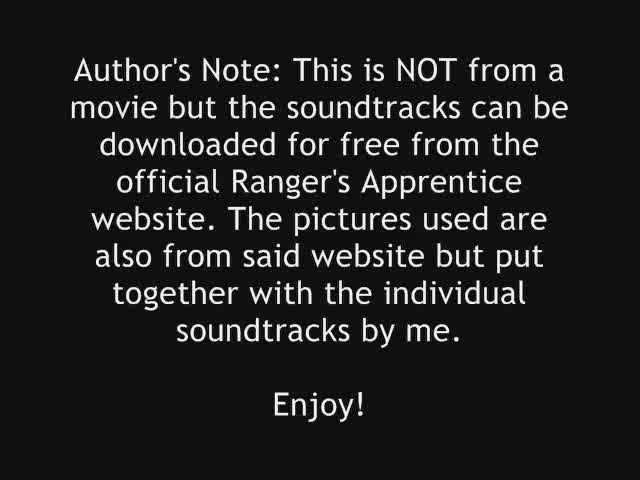 Author's Note: This is NOT from a
movie but the soundtracks can be
downloaded for free from the
official Ranger's Apprentice
website. The pictures used are
also from said website but put
together with the individual
soundtracks by me.
Enjoy!